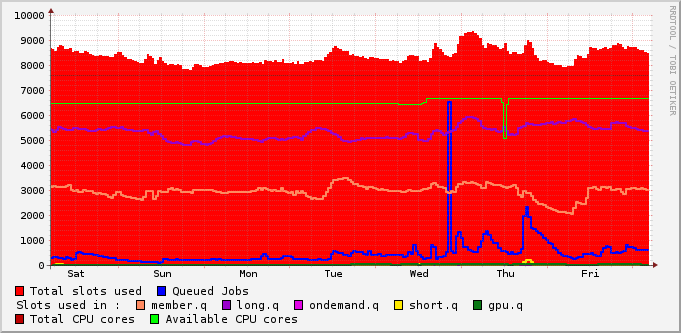 10000
9000
8000
7000
6000
5000
4000
3000
2000
1000
0
Sat Sun Mon Tue Wed Thu Fri
RRDTOOL / TOBI OETIKER
Total slots used Queued Jobs
Slots used in : member.q long.q ondemand.q short.q gpu.q
Total CPU cores Available CPU cores